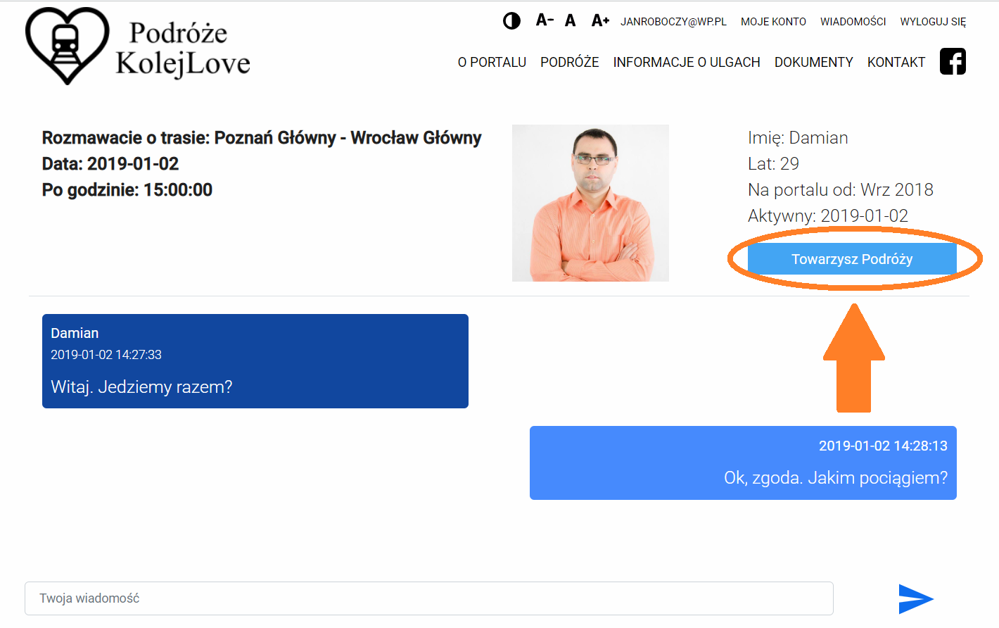 Podróże
KolejLove
A- A A+ JANROBOCZY@WP.PL MOJE KONTO WIADOMOŚCI WYLOGUJ SIĘ
O PORTALU PODRÓŻE INFORMACJE O ULGACH DOKUMENTY KONTAKT f
Rozmawacie o trasie: Poznań Główny - Wrocław Główny
Data: 2019-01-02
Po godzinie: 15:00:00
Imię: Damian
Lat: 29
Na portalu od: Wrz 2018
Aktywny: 2019-01-02
Towarzysz Podróży
Damian
2019-01-02 14:27:33
Witaj. Jedziemy razem?
2019-01-02 14:28:13
Ok, zgoda. Jakim pociągiem?
Twoja wiadomość